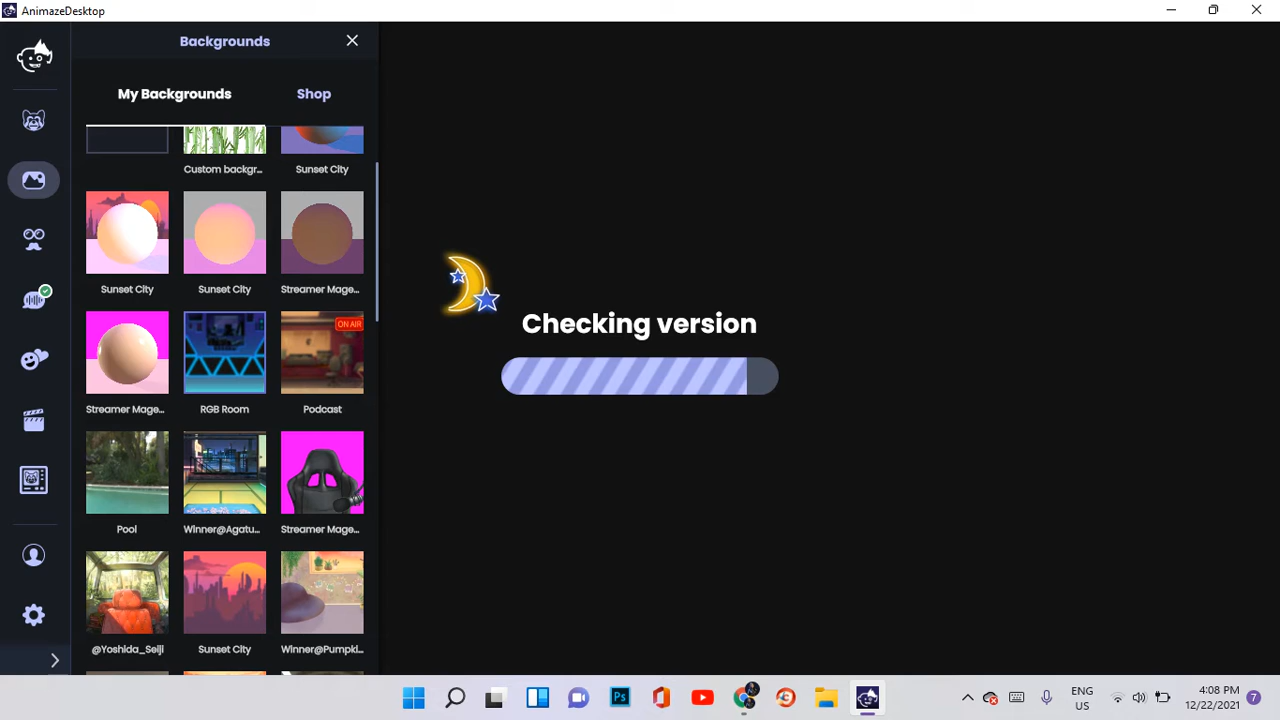 AnimazeDesktop
Backgrounds
My Backgrounds
Shop
Custom backgr...
Sunset City
Sunset City
Sunset City
Streamer Mage...
ON AIR
Streamer Mage...
RGB Room
Podcast
Pool
Winner@Agatu...
Streamer Mage...
@Yoshida_Seiji
Sunset City
Winner@Pumpki...
Checking version
Ps
ENG
US
4:08 PM
12/22/2021
7